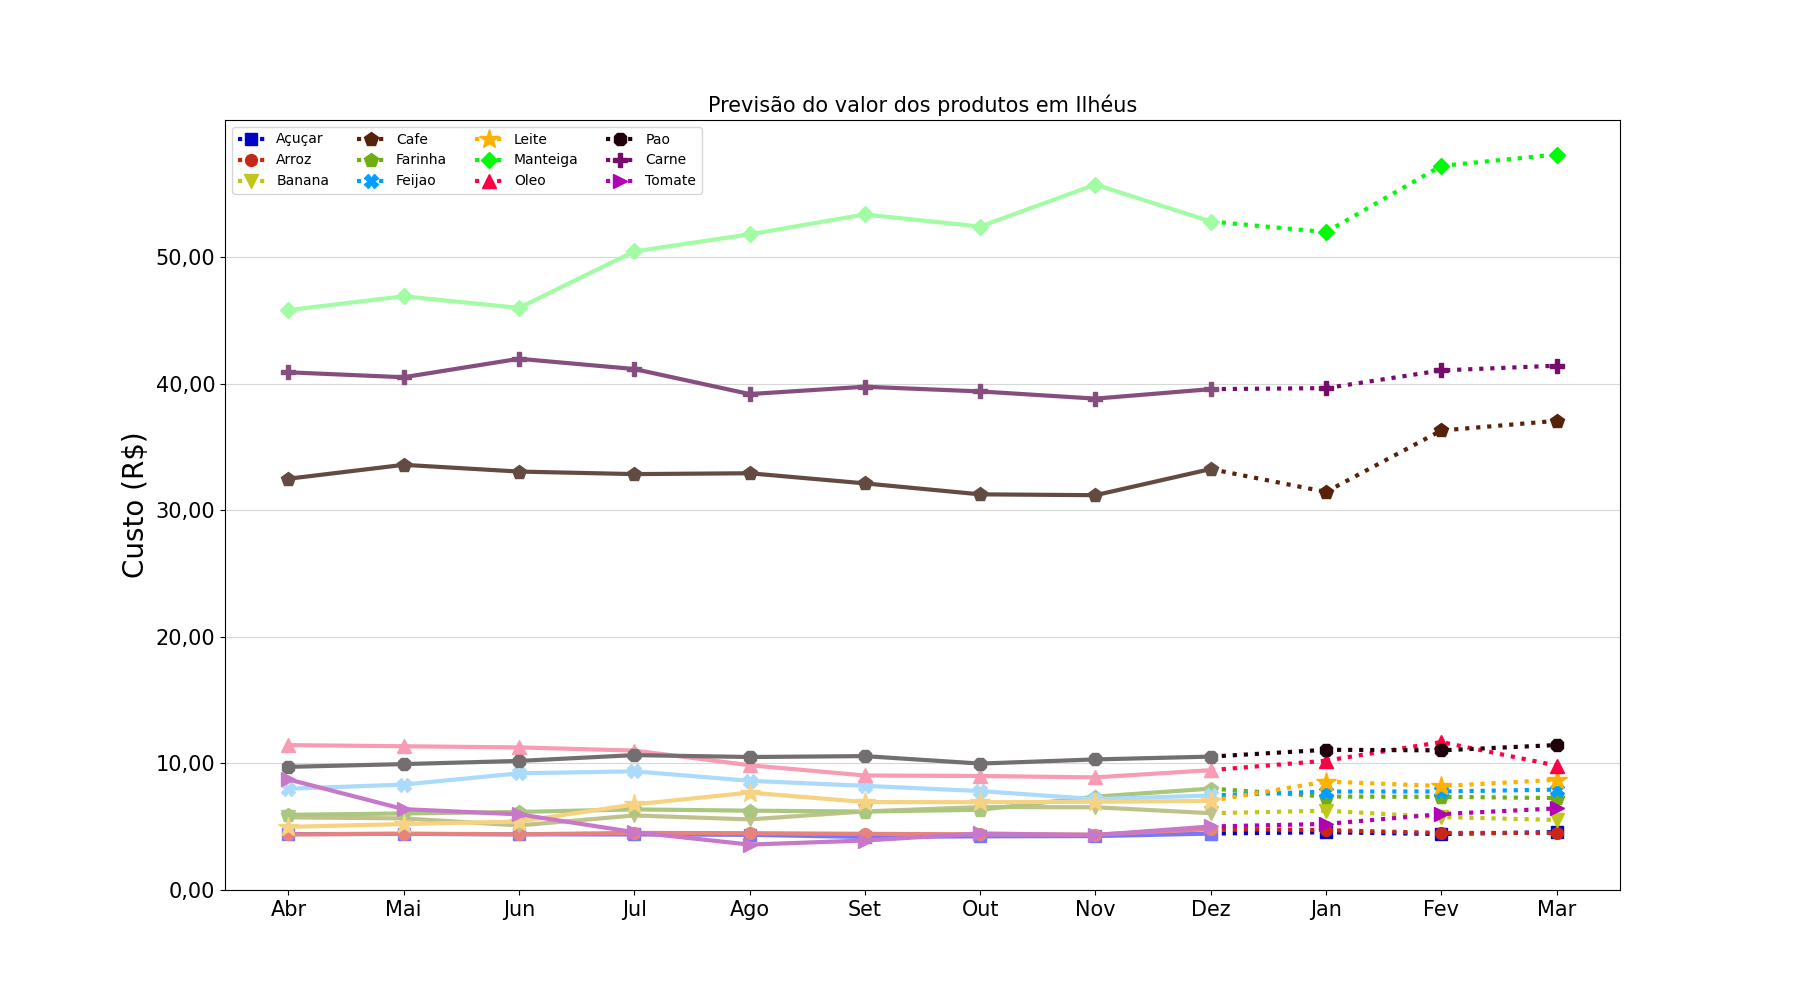 Previsão do valor dos produtos em Ilhéus
Açuçar Cafe Leite Pao
Arroz Farinha Manteiga Carne
Banana Feijao Oleo Tomate
50,00
40,00
30,00
20,00
10,00
0,00
Custo (R$)
Abr Mai Jun Jul Ago Set Out Nov Dez Jan Fev Mar